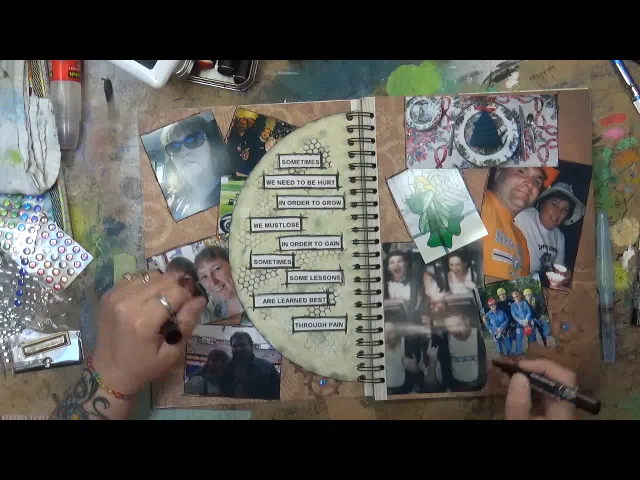 SOMETIMES
WE NEED TO BE HURT
IN ORDER TO GROW
WE MUSTLOSE
IN ORDER TO GAIN
SOMETIMES
SOME LESSONS
ARE LEARNED BEST
THROUGH PAIN